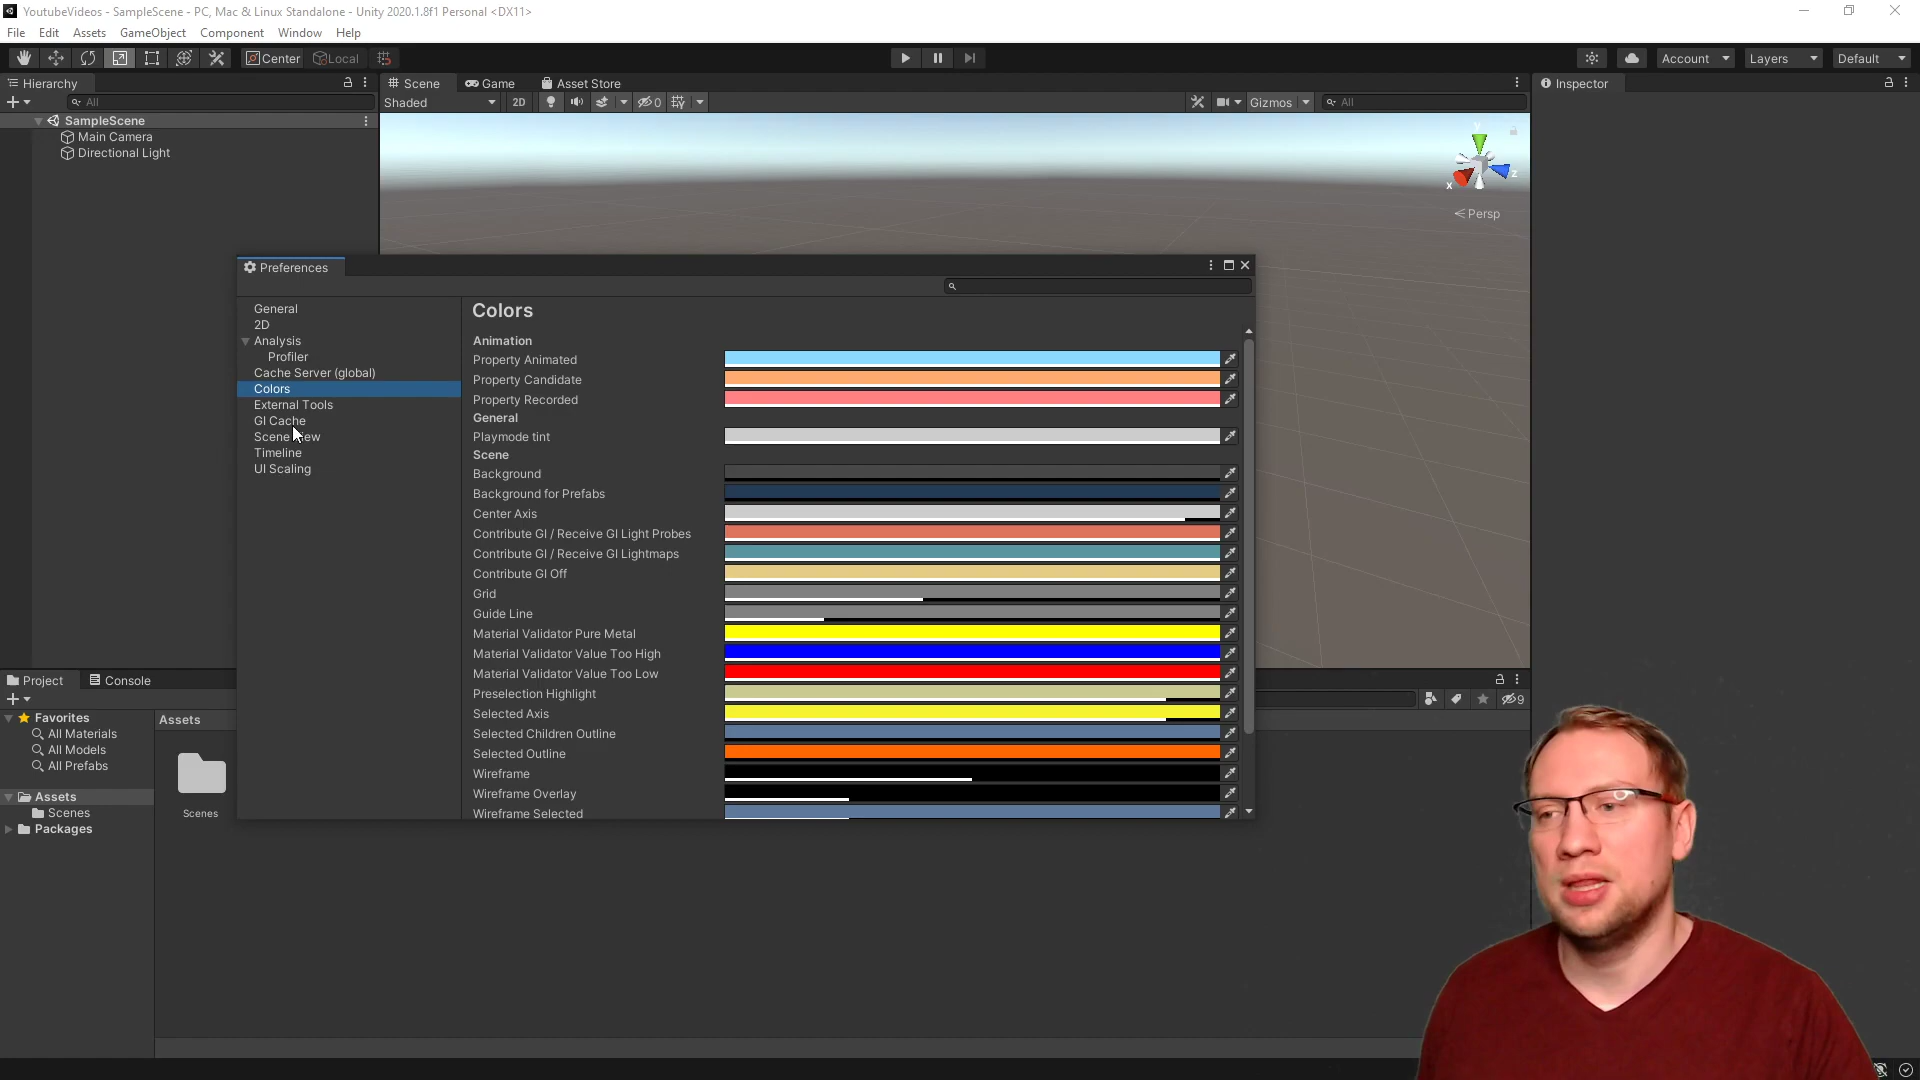 YoutubeVideos - SampleScene - PC, Mac & Linux Standalone - Unity 2020.1.8f1 Personal <DX11>
File Edit Assets GameObject Component Window Help
Center Local Account Layers Default
Hierarchy Scene Game Asset Store Inspector
All Shaded 2D 0 Gizmos All
SampleScene
Main Camera
Directional Light
y
x z
Persp
Preferences
General
2D
Analysis
Profiler
Cache Server (global)
Colors
External Tools
GI Cache
Timeline
UI Scaling
Colors
Animation
Property Animated
Property Candidate
Property Recorded
General
Playmode tint
Scene
Background
Background for Prefabs
Center Axis
Contribute GI / Receive GI Light Probes
Contribute GI / Receive GI Lightmaps
Contribute GI Off
Grid
Guide Line
Material Validator Pure Metal
Material Validator Value Too High
Material Validator Value Too Low
Preselection Highlight
Selected Axis
Selected Children Outline
Selected Outline
Wireframe
Wireframe Overlay
Wireframe Selected
Project Console
9
Favorites
All Materials
All Models
All Prefabs
Assets
Scenes
Packages
Assets
Scenes